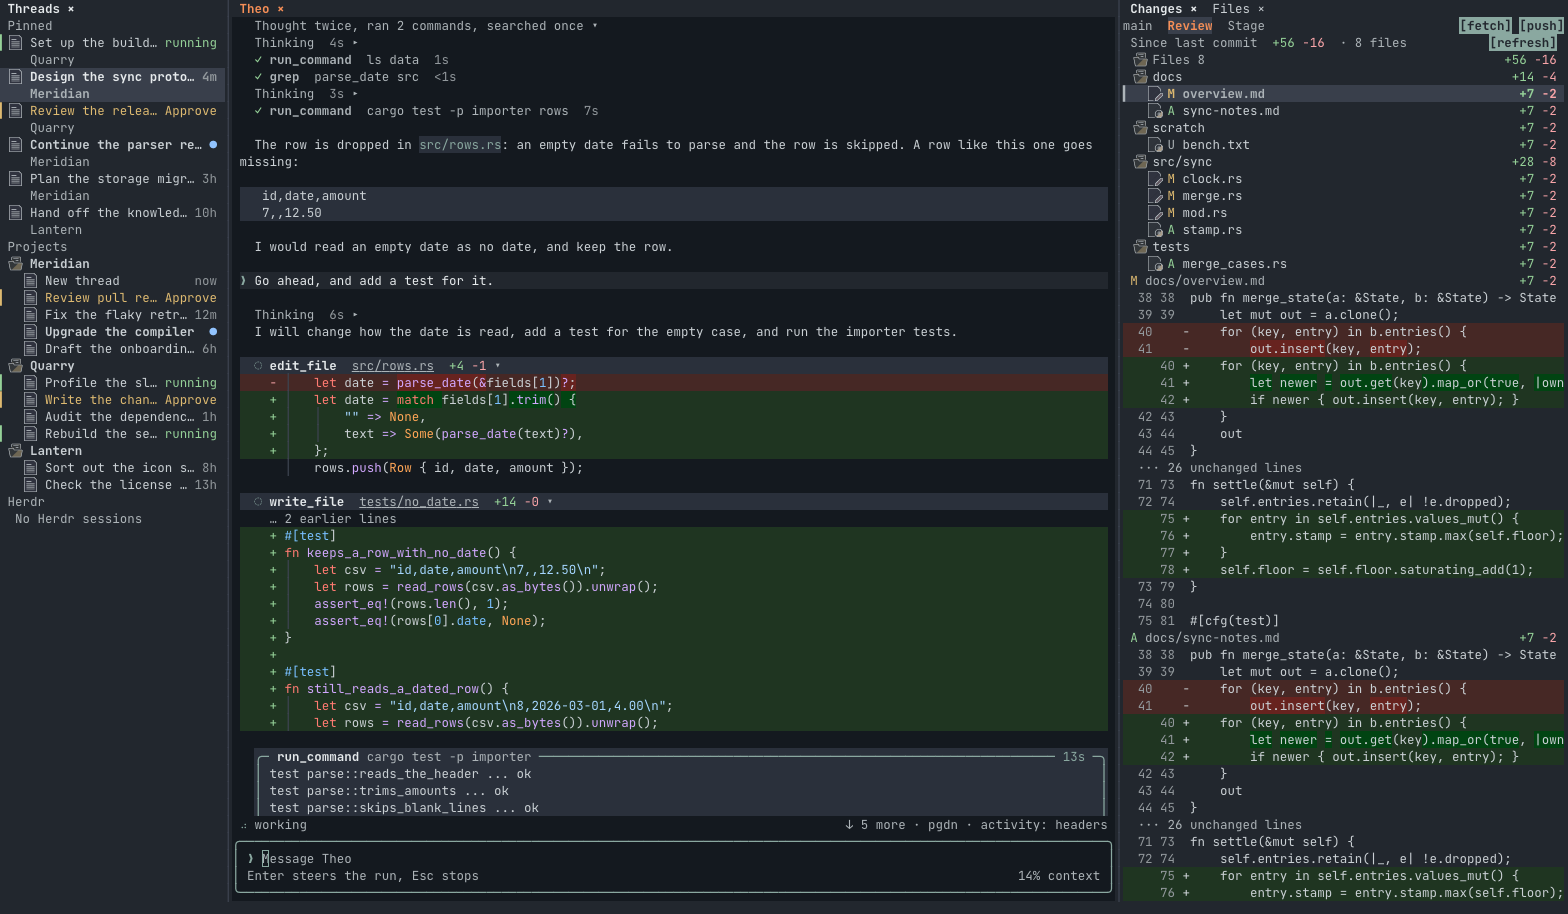 Threads ×
Pinned
Set up the build… running
Quarry
Design the sync proto… 4m
Meridian
Review the relea… Approve
Quarry
Continue the parser re…
Meridian
Plan the storage migr… 3h
Meridian
Hand off the knowled… 10h
Lantern
Projects
Meridian
New thread now
Review pull re… Approve
Fix the flaky retr… 12m
Upgrade the compiler
Draft the onboardin… 6h
Quarry
Profile the sl… running
Write the chan… Approve
Audit the dependenc… 1h
Rebuild the se… running
Lantern
Sort out the icon s… 8h
Check the license … 13h
Herdr
No Herdr sessions
Theo ×
Thought twice, ran 2 commands, searched once ▾
Thinking 4s ▸
✓ run_command ls data 1s
✓ grep parse_date src <1s
Thinking 3s ▸
✓ run_command cargo test -p importer rows 7s
The row is dropped in src/rows.rs: an empty date fails to parse and the row is skipped. A row like this one goes
missing:
id,date,amount
7,,12.50
I would read an empty date as no date, and keep the row.
❯ Go ahead, and add a test for it.
Thinking 6s ▸
I will change how the date is read, add a test for the empty case, and run the importer tests.
edit_file src/rows.rs +4 -1 ▾
- let date = parse_date(&fields[1])?;
+ let date = match fields[1].trim() {
+ "" => None,
+ text => Some(parse_date(text)?),
+ };
rows.push(Row { id, date, amount });
write_file tests/no_date.rs +14 -0 ▾
… 2 earlier lines
+ #[test]
+ fn keeps_a_row_with_no_date() {
+ let csv = "id,date,amount\n7,,12.50\n";
+ let rows = read_rows(csv.as_bytes()).unwrap();
+ assert_eq!(rows.len(), 1);
+ assert_eq!(rows[0].date, None);
+ }
+
+ #[test]
+ fn still_reads_a_dated_row() {
+ let csv = "id,date,amount\n8,2026-03-01,4.00\n";
+ let rows = read_rows(csv.as_bytes()).unwrap();
run_command cargo test -p importer 13s
test parse::reads_the_header ... ok
test parse::trims_amounts ... ok
test parse::skips_blank_lines ... ok
working ↓ 5 more · pgdn · activity: headers
❯ Message Theo
Enter steers the run, Esc stops 14% context
Changes × Files ×
main Review Stage [fetch] [push]
Since last commit +56 -16 · 8 files [refresh]
Files 8 +56 -16
docs +14 -4
M overview.md +7 -2
A sync-notes.md +7 -2
scratch +7 -2
U bench.txt +7 -2
src/sync +28 -8
M clock.rs +7 -2
M merge.rs +7 -2
M mod.rs +7 -2
A stamp.rs +7 -2
tests +7 -2
A merge_cases.rs +7 -2
M docs/overview.md +7 -2
38 38 pub fn merge_state(a: &State, b: &State) -> State
39 39 let mut out = a.clone();
40 - for (key, entry) in b.entries() {
41 - out.insert(key, entry);
40 + for (key, entry) in b.entries() {
41 + let newer = out.get(key).map_or(true, |own
42 + if newer { out.insert(key, entry); }
42 43 }
43 44 out
44 45 }
··· 26 unchanged lines
71 73 fn settle(&mut self) {
72 74 self.entries.retain(|_, e| !e.dropped);
75 + for entry in self.entries.values_mut() {
76 + entry.stamp = entry.stamp.max(self.floor);
77 + }
78 + self.floor = self.floor.saturating_add(1);
73 79 }
74 80
75 81 #[cfg(test)]
A docs/sync-notes.md +7 -2
38 38 pub fn merge_state(a: &State, b: &State) -> State
39 39 let mut out = a.clone();
40 - for (key, entry) in b.entries() {
41 - out.insert(key, entry);
40 + for (key, entry) in b.entries() {
41 + let newer = out.get(key).map_or(true, |own
42 + if newer { out.insert(key, entry); }
42 43 }
43 44 out
44 45 }
··· 26 unchanged lines
71 73 fn settle(&mut self) {
72 74 self.entries.retain(|_, e| !e.dropped);
75 + for entry in self.entries.values_mut() {
76 + entry.stamp = entry.stamp.max(self.floor);